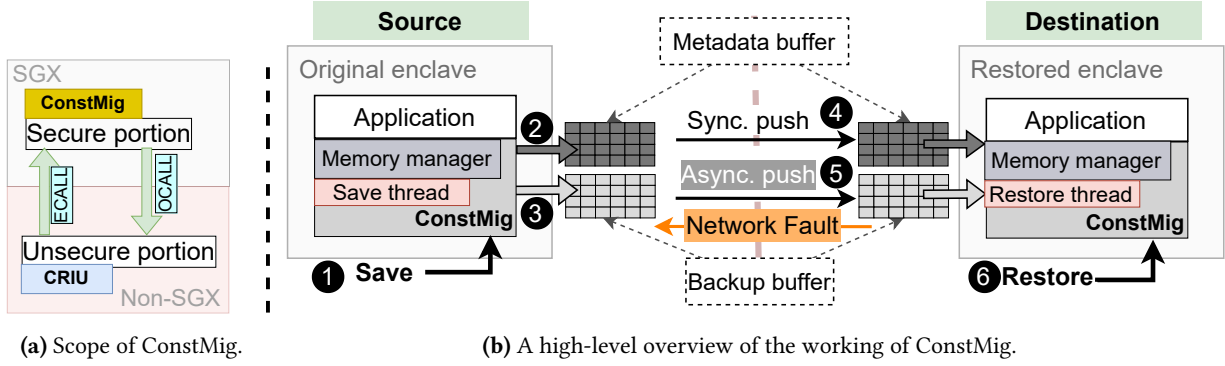 SGX
ConstMig
Secure portion
ECALL
OCALL
Unsecure portion
CRIU
Non-SGX
(a) Scope of ConstMig.
Source
Original enclave
Application
Memory manager
Save thread
ConstMig
1 Save
2
3
Metadata buffer
Sync. push 4
Async. push 5
Network Fault
Backup buffer
Destination
Restored enclave
Application
Memory manager
Restore thread
ConstMig
6 Restore
(b) A high-level overview of the working of ConstMig.